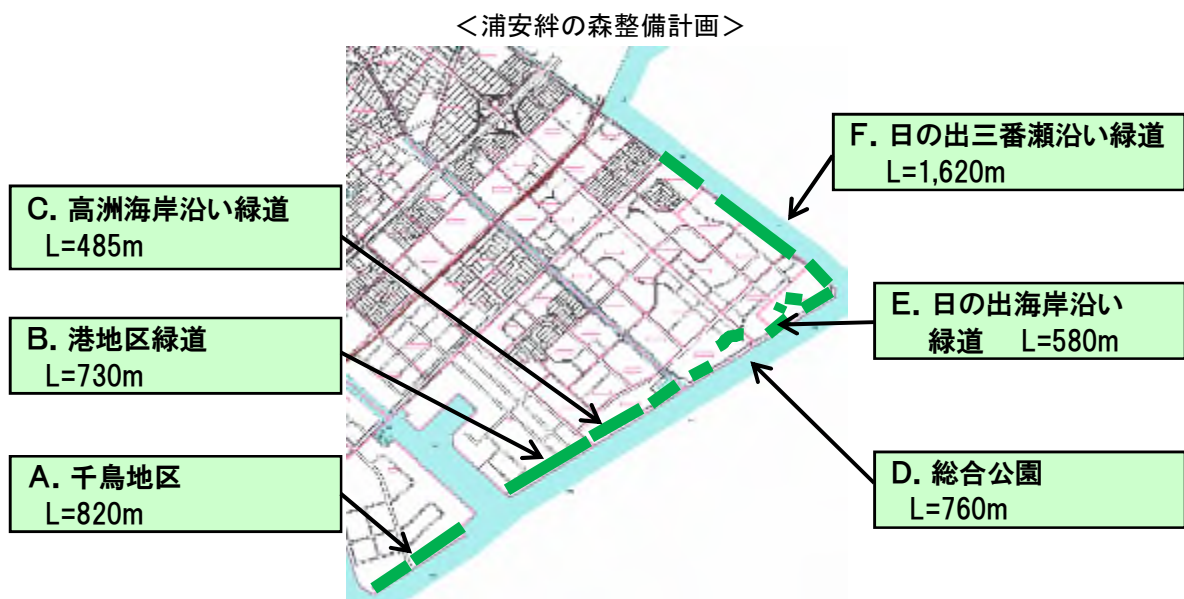 ＜浦安絆の森整備計画＞
F. 日の出三番瀬沿い緑道
L=1,620m
C. 高洲海岸沿い緑道
L=485m
E. 日の出海岸沿い
緑道 L=580m
B. 港地区緑道
L=730m
D. 総合公園
L=760m
A. 千鳥地区
L=820m